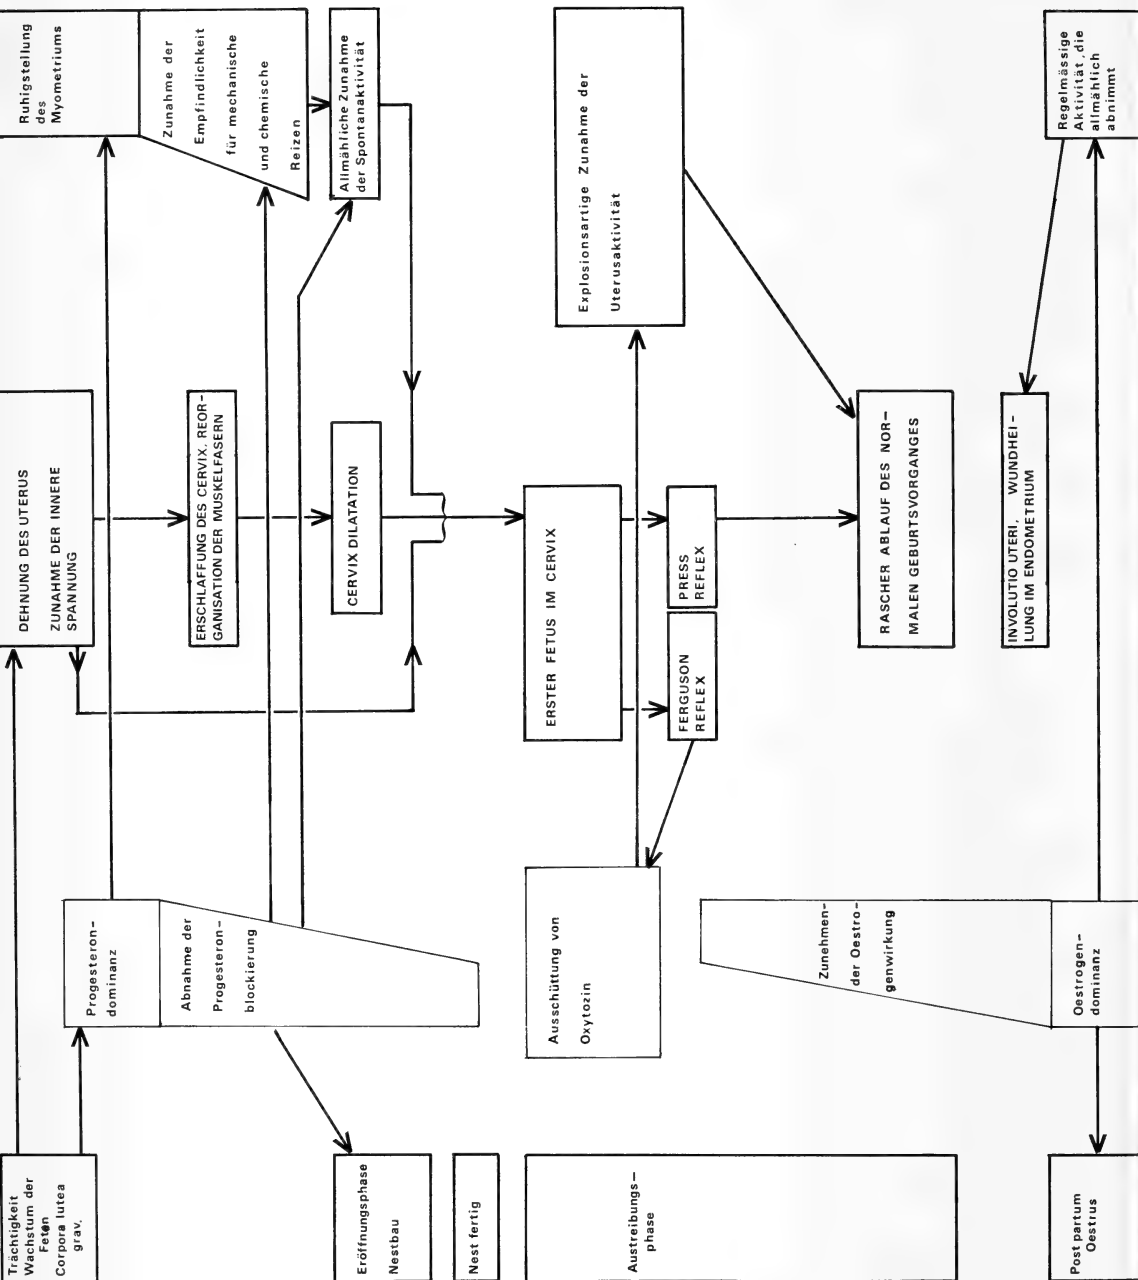 Trächtigkeit
Wachstum der
Feten
Corpora lutea
grav.
Progesteron-
dominanz
Abnahme der
Progesteron-
blockierung
DEHNUNG DES UTERUS
ZUNAHME DER INNERE
SPANNUNG
Ruhigstellung
des
Myometriums
Zunahme der
Empfindlichkeit
für mechanische
und chemische
Reizen
ERSCHLAFFUNG DES CERVIX. REOR-
GANISATION DER MUSKELFASERN
Allmähliche Zunahme
der Spontanaktivität
Eröffnungsphase
Nestbau
CERVIX DILATATION
Nest fertig
Austreibungs-
phase
Ausschüttung von
Oxytozin
ERSTER FETUS IM CERVIX
FERGUSON
REFLEX
PRESS
REFLEX
Explosionsartige Zunahme der
Uterusaktivität
Zunehmen-
der Oestro-
genwirkung
RASCHER ABLAUF DES NOR-
MALEN GEBURTSVORGANGES
Post partum
Oestrus
Oestrogen-
dominanz
INVOLUTIO UTERI, WUNDHEI-
LUNG IM ENDOMETRIUM
Regelmässige
Aktivität, die
allmählich
abnimmt